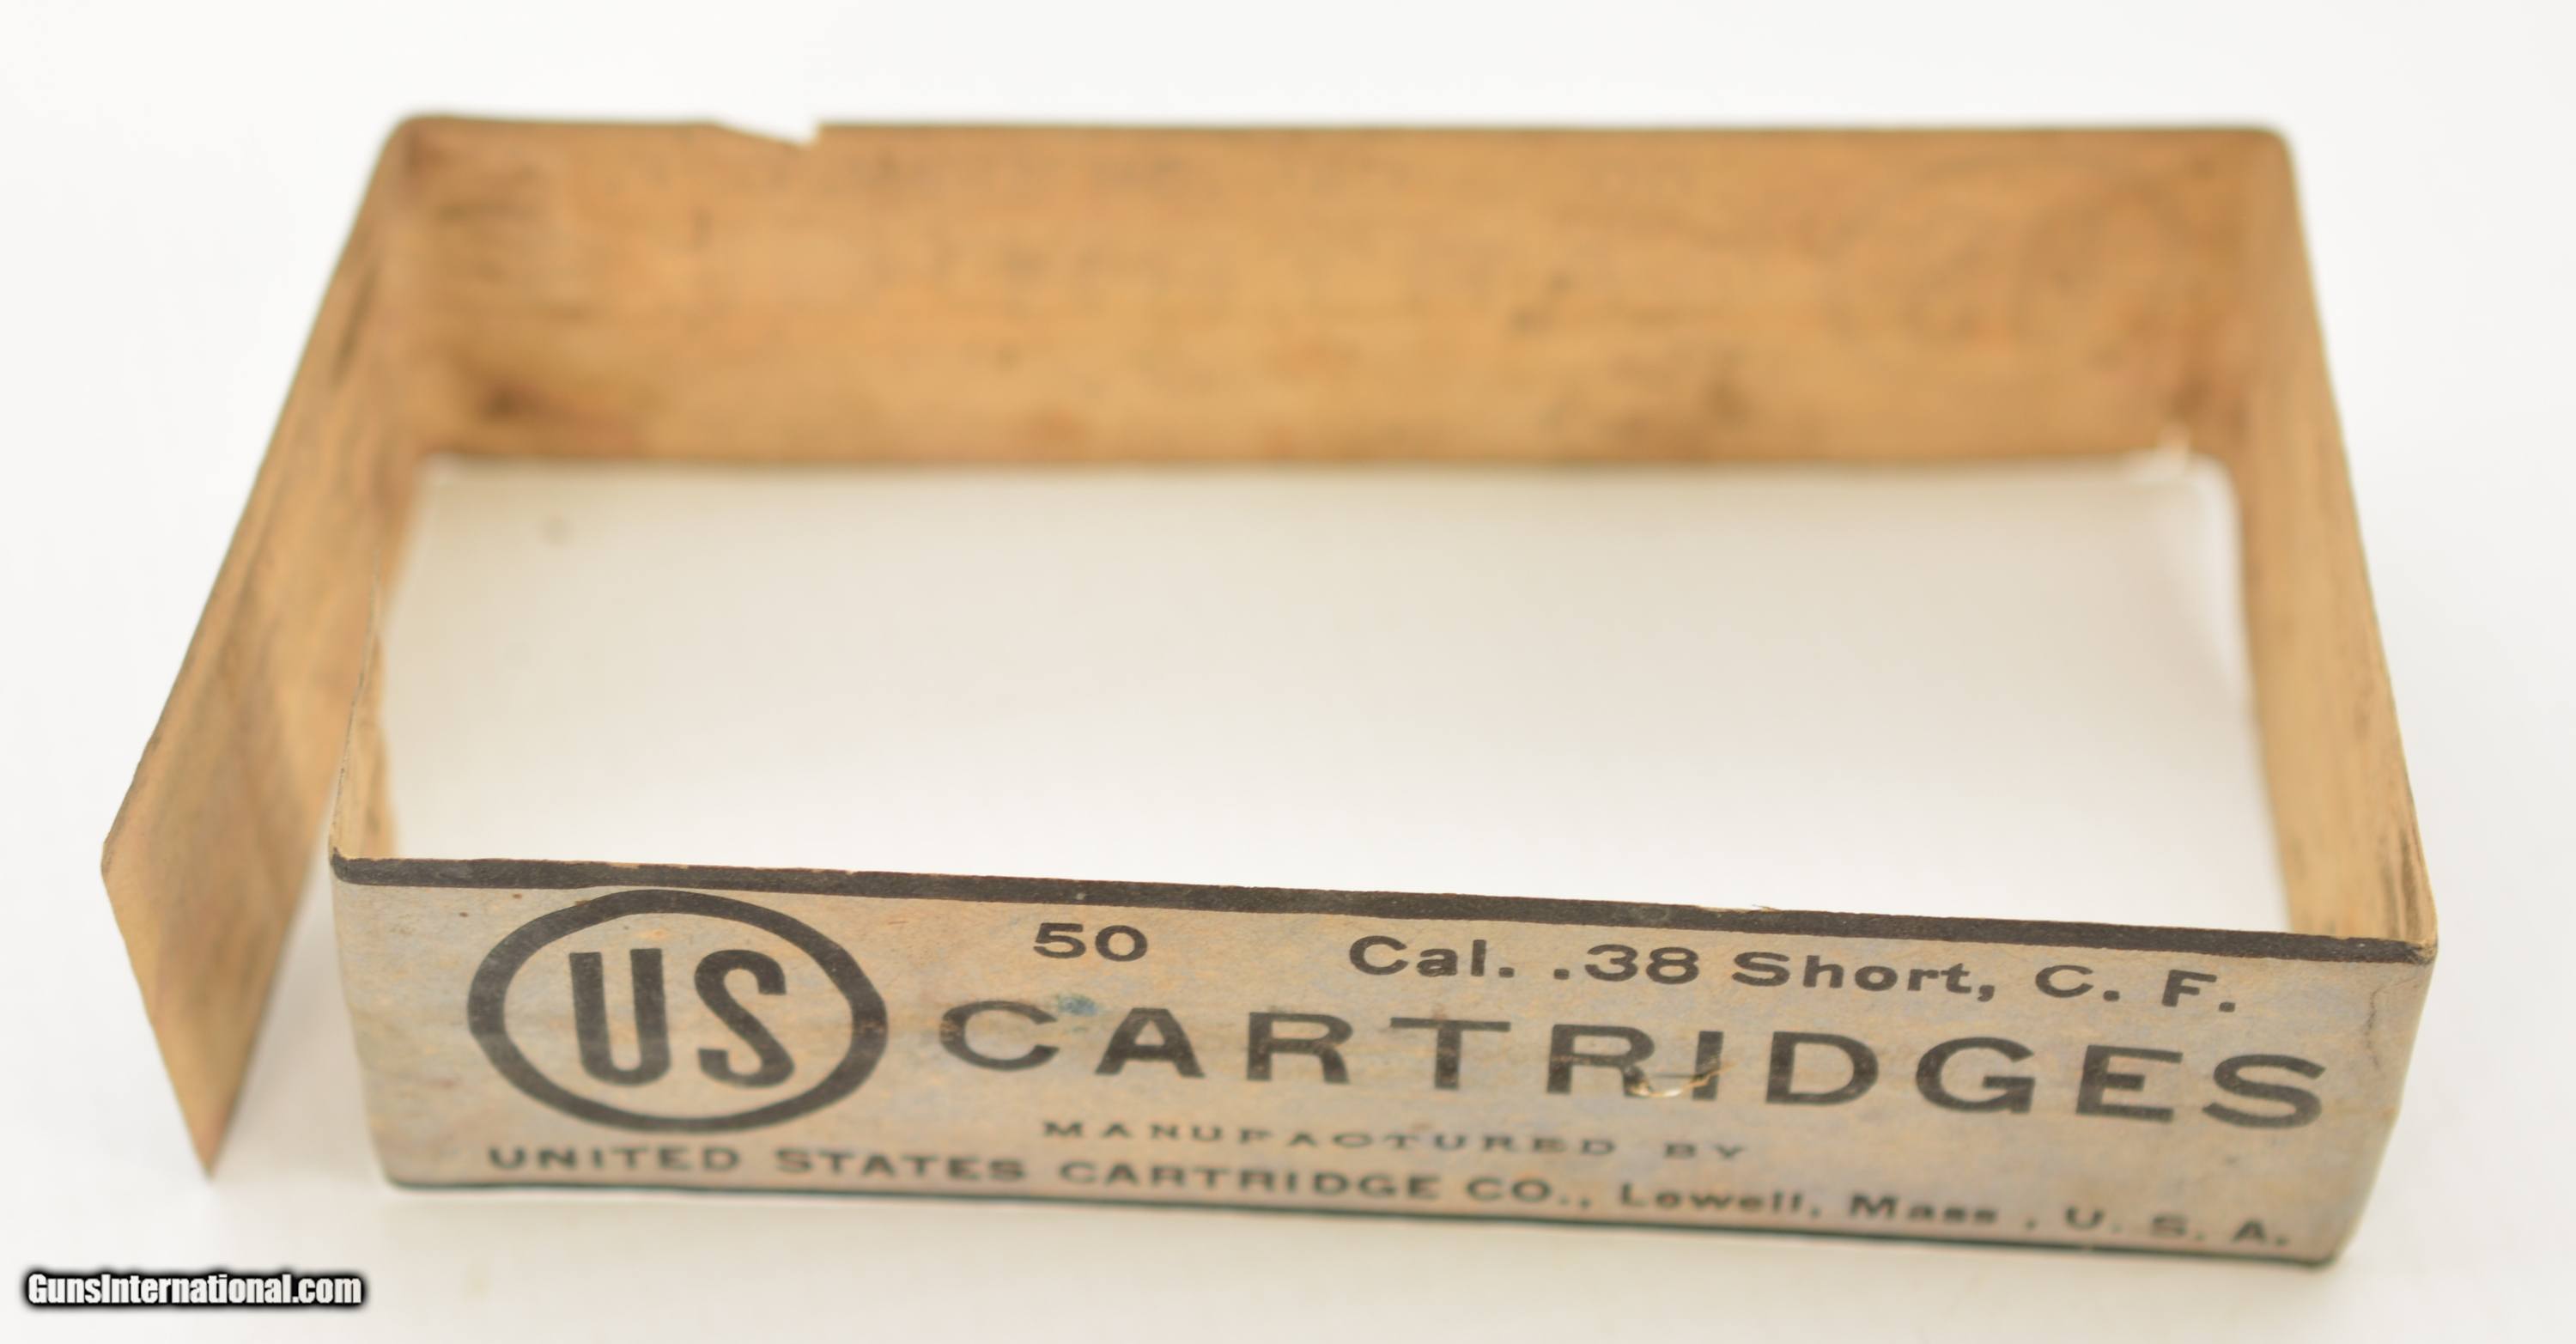 US
50 Cal. .38 Short, C. F.
CARTRIDGES
MANUFACTURED BY
UNITED STATES CARTRIDGE CO., Lowell, Mass., U. S. A.
GunsInternational.com